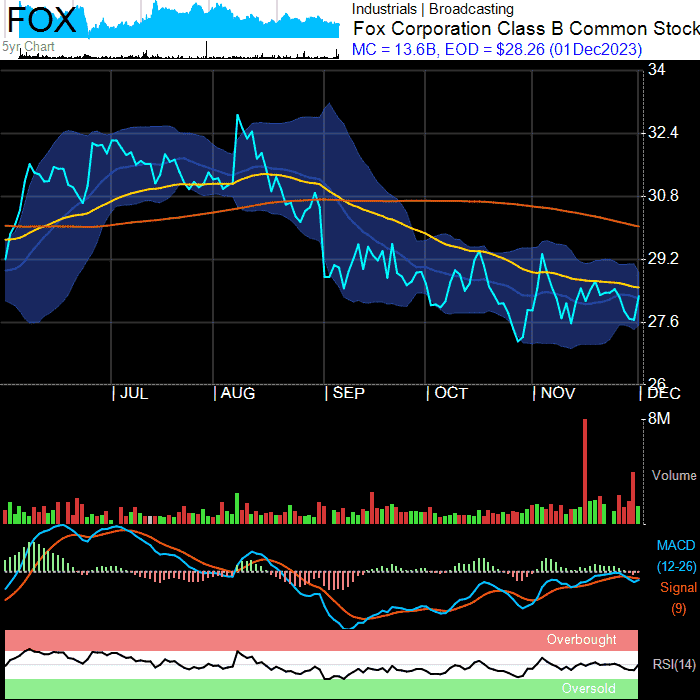 FOX
Industrials | Broadcasting
Fox Corporation Class B Common Stock
5yr Chart
MC = 13.6B, EOD = $28.26 (01Dec2023)
34
32.4
30.8
29.2
27.6
26
JUL AUG SEP OCT NOV DEC
8M
Volume
MACD
(12-26)
Signal
(9)
Overbought
RSI(14)
Oversold